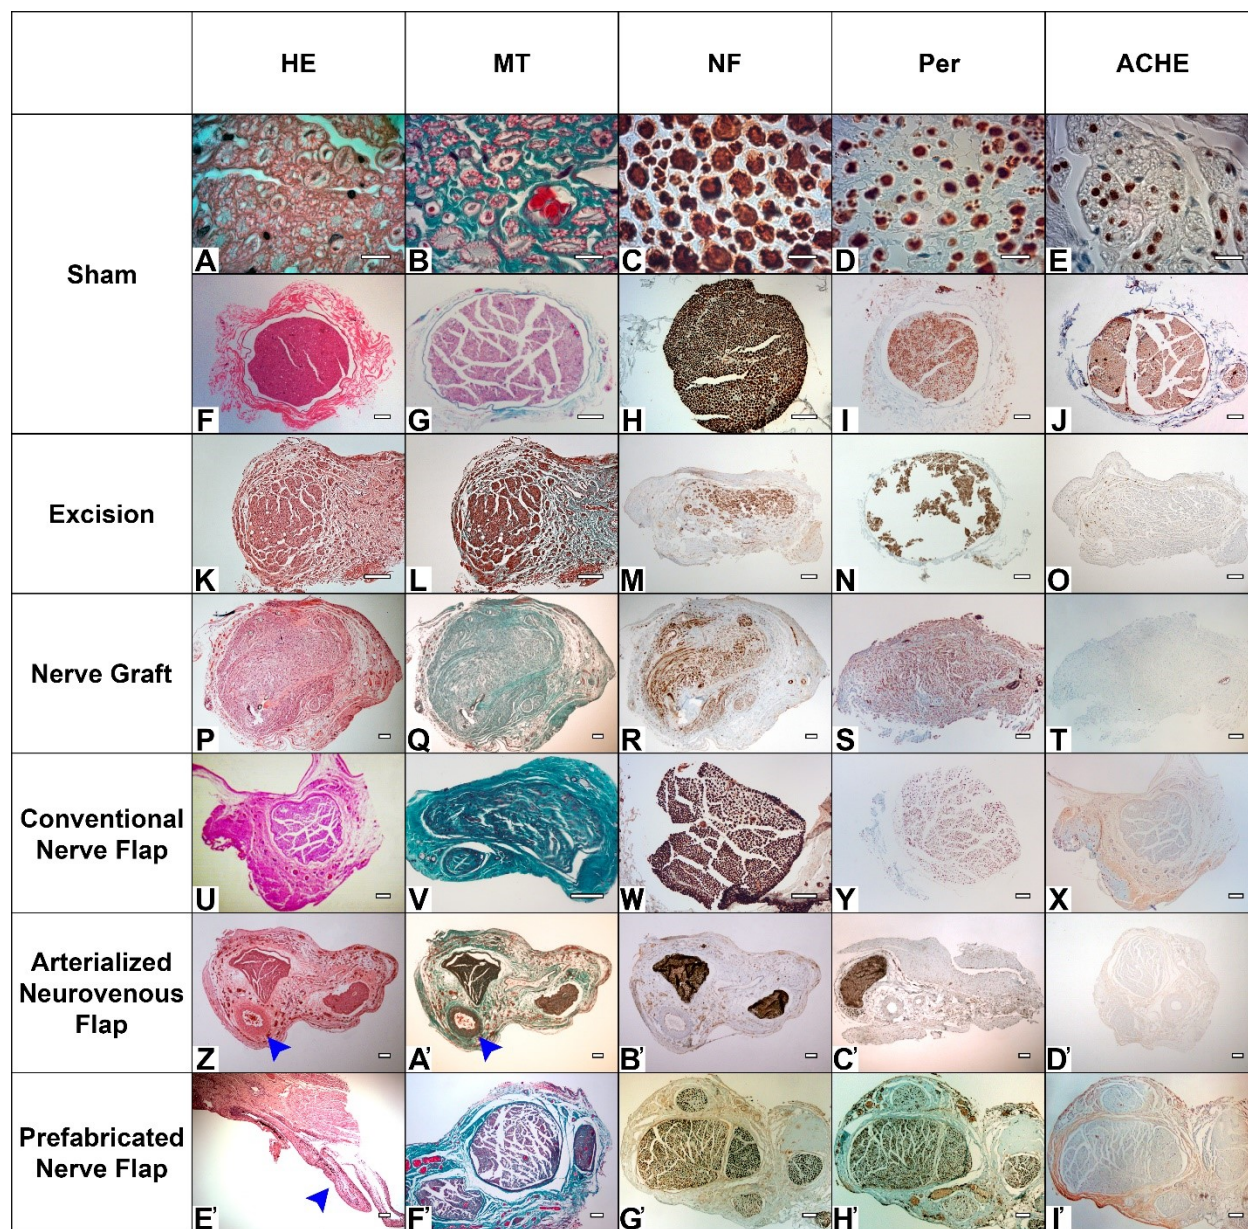 HE MT NF Per ACHE
A B C D E
Sham
F G H I J
Excision
K L M N O
Nerve Graft
P Q R S T
Conventional
Nerve Flap
U V W Y X
Arterialized
Neurovenous
Flap
Z A’ B’ C’ D’
Prefabricated
Nerve Flap
E’ F’ G’ H’ I’